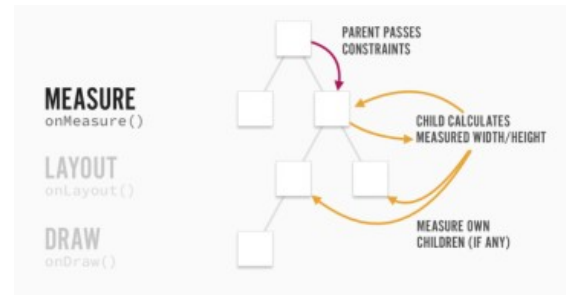 PARENT PASSES
CONSTRAINTS
MEASURE
onMeasure()
CHILD CALCULATES
MEASURED WIDTH/HEIGHT
LAYOUT
onLayout()
MEASURE OWN
CHILDREN (IF ANY)
DRAW
onDraw()